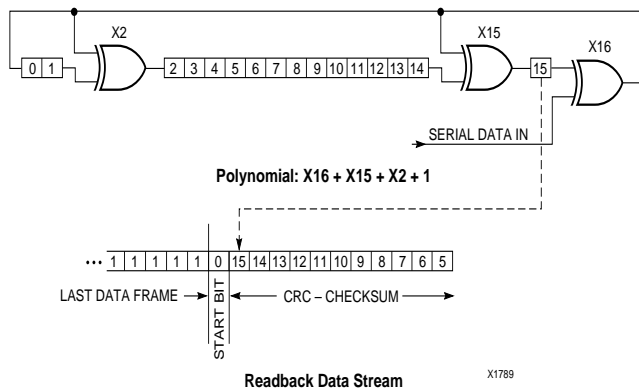 X2
X15
X16
0 1
2 3 4 5 6 7 8 9 10 11 12 13 14
15
SERIAL DATA IN
Polynomial: X16 + X15 + X2 + 1
••• 1 1 1 1 1 0 15 14 13 12 11 10 9 8 7 6 5
LAST DATA FRAME
START BIT
CRC – CHECKSUM
Readback Data Stream
X1789